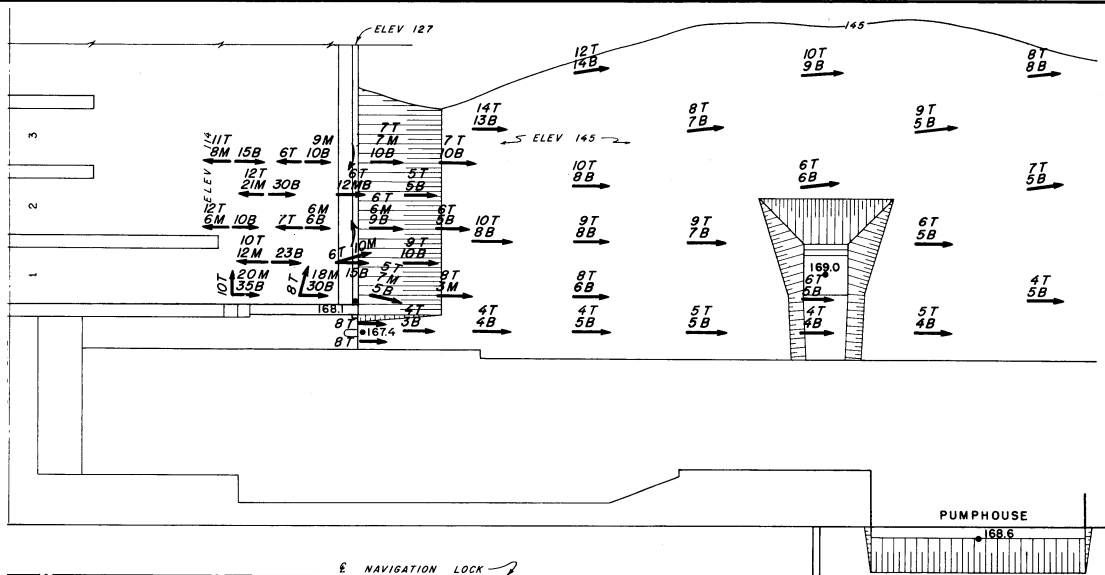 ELEV 127
145
12T
14B
10T
9B
8T
8B
14T
13B
8T
7B
9T
5B
ELEV 145
3
11T
8M
15B
6T
9M
10B
7T
7M
10B
7T
10B
ELEV 114
12T
21M
30B
6T
12MB
5T
5B
10T
8B
6T
6B
7T
5B
2
12T
6M
10B
7T
6M
6B
6T
6M
9B
6T
5B
10T
8B
9T
8B
9T
7B
6T
5B
10T
12M
23B
6T
10M
15B
9T
10B
1
10T
20M
35B
8T
18M
30B
5T
7M
5B
8T
3M
8T
6B
169.0
6T
5B
4T
5B
168.1
8T
167.4
8T
4T
3B
4T
4B
4T
5B
5T
5B
4T
4B
5T
4B
PUMPHOUSE
168.6
℄ NAVIGATION LOCK